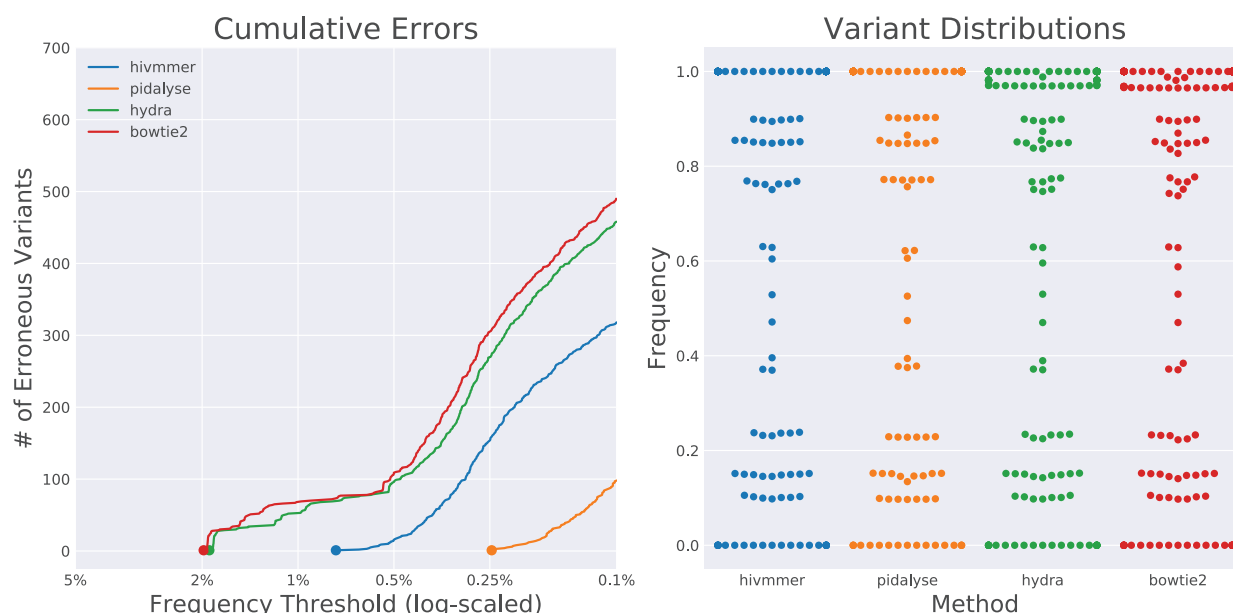 Cumulative Errors
700
600
500
400
300
200
100
0
hivmmer
pidalyse
hydra
bowtie2
# of Erroneous Variants
5% 2% 1% 0.5% 0.25% 0.1%
Frequency Threshold (log-scaled)
Variant Distributions
1.0
0.8
0.6
0.4
0.2
0.0
Frequency
hivmmer pidalyse hydra bowtie2
Method